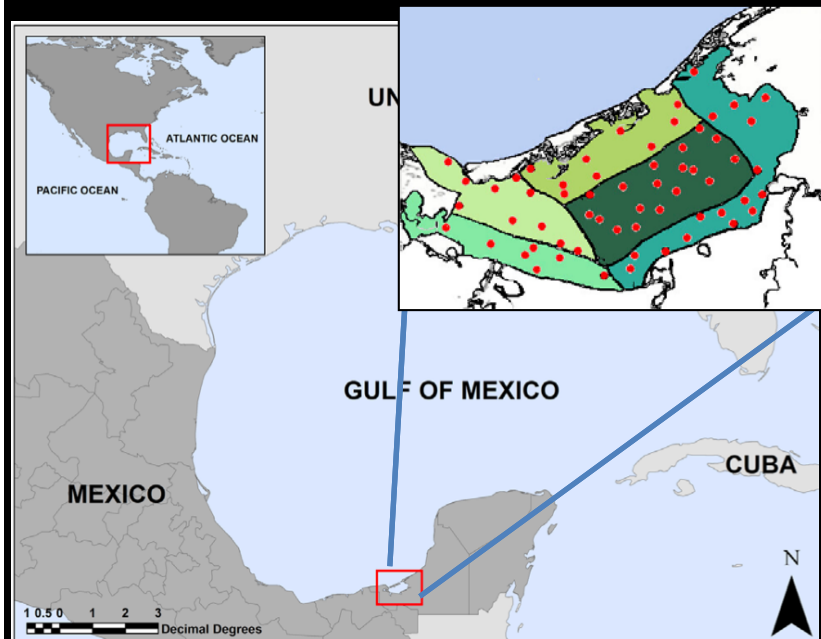 ATLANTIC OCEAN
PACIFIC OCEAN
UN
GULF OF MEXICO
MEXICO
CUBA
N
1 0.5 0 1 2 3
Decimal Degrees